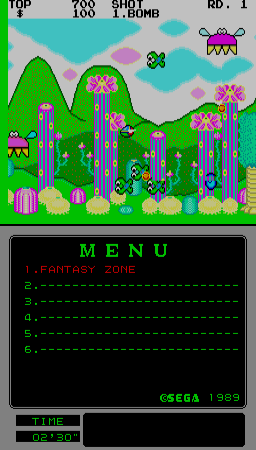 TOP 700 SHOT RD. 1
$ 100 1.BOMB
MENU
1.FANTASY ZONE
2.-------------------------
3.-------------------------
4.-------------------------
5.-------------------------
6.-------------------------
©SEGA 1989
TIME
02'30"